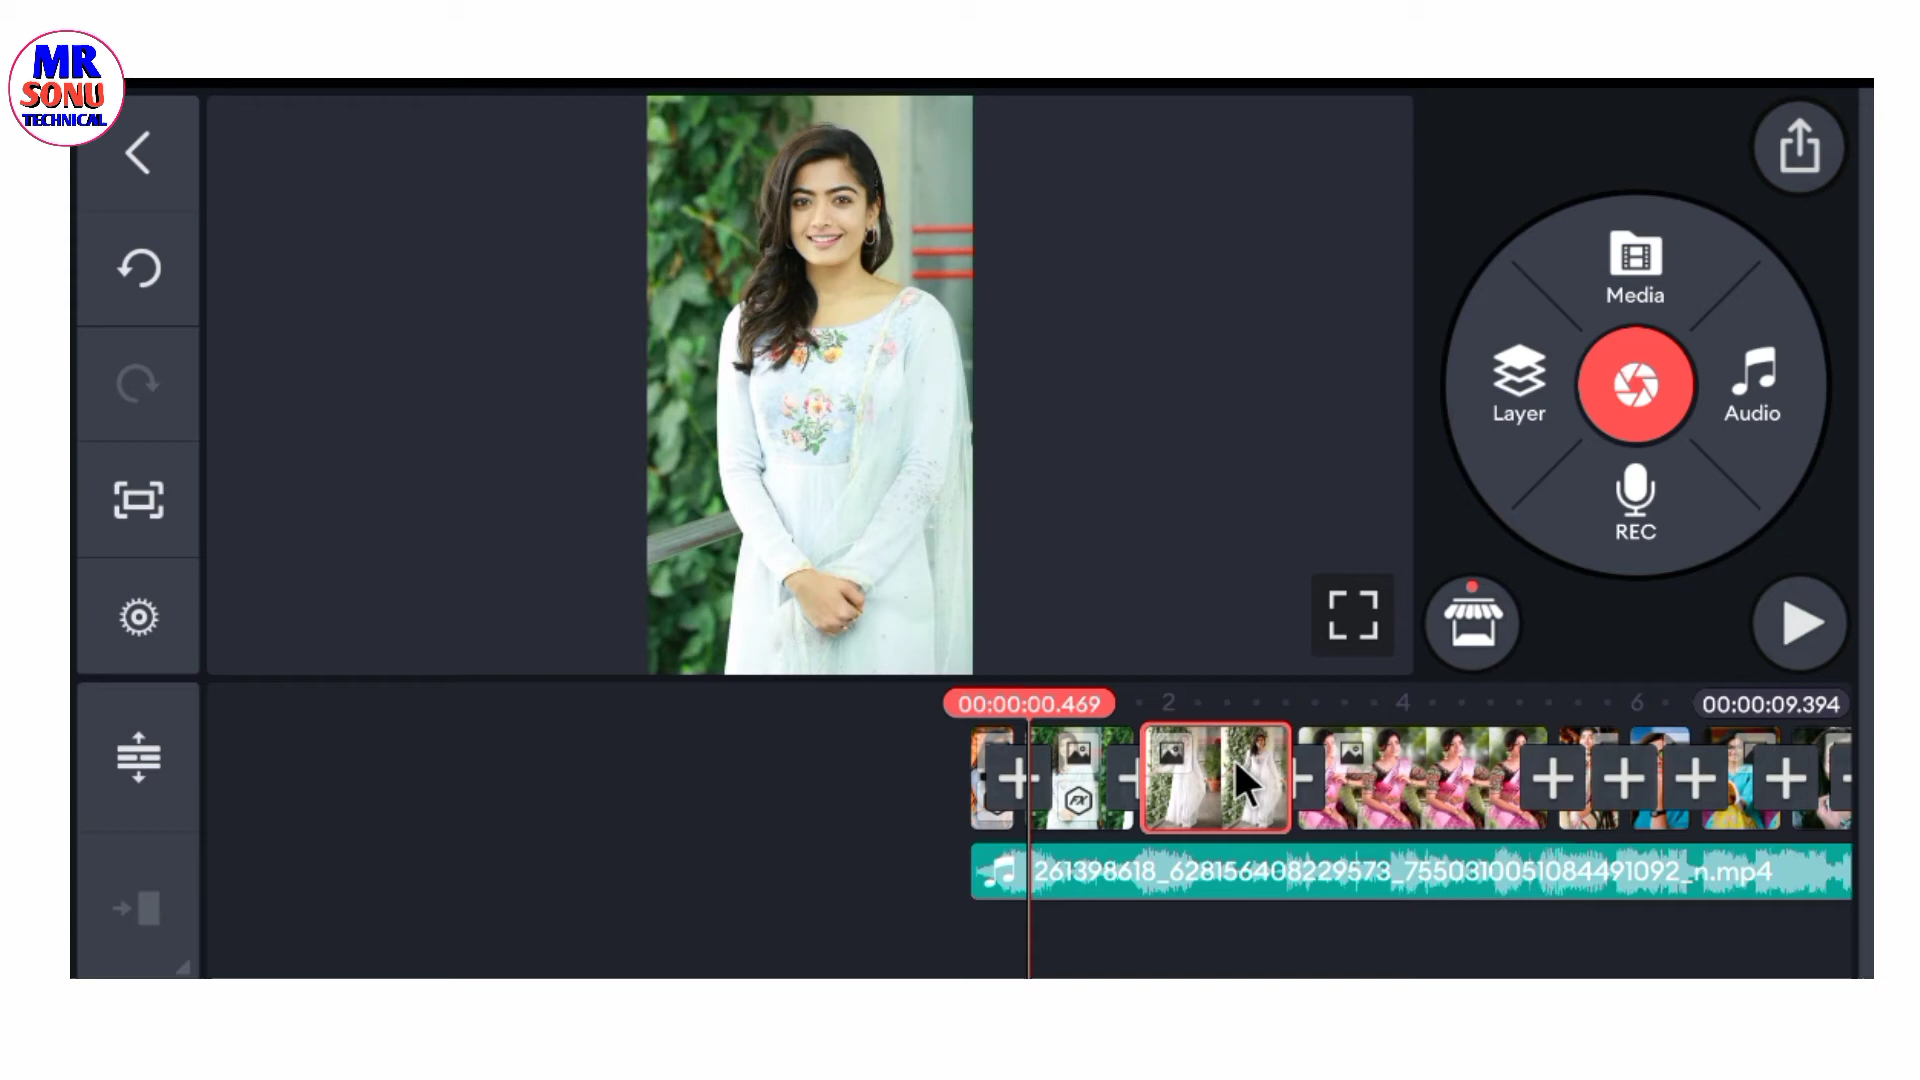 MR
SONU
TECHNICAL
Media
Layer
Audio
REC
00:00:00.469
2
4
6
00:00:09.394
FX
261398618_628156408229573_7550310051084491092_n.mp4